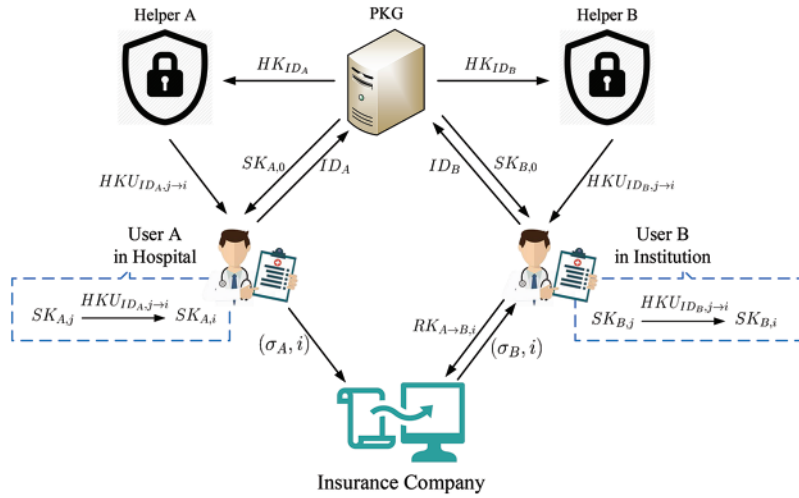 Helper A
PKG
Helper B
HK_{ID_A}
HK_{ID_B}
SK_{A,0}
ID_A
ID_B
SK_{B,0}
HKU_{ID_A,j→i}
HKU_{ID_B,j→i}
User A
in Hospital
User B
in Institution
SK_{A,j} HKU_{ID_A,j→i} SK_{A,i}
SK_{B,j} HKU_{ID_B,j→i} SK_{B,i}
(σ_A, i)
RK_{A→B,i}
(σ_B, i)
Insurance Company